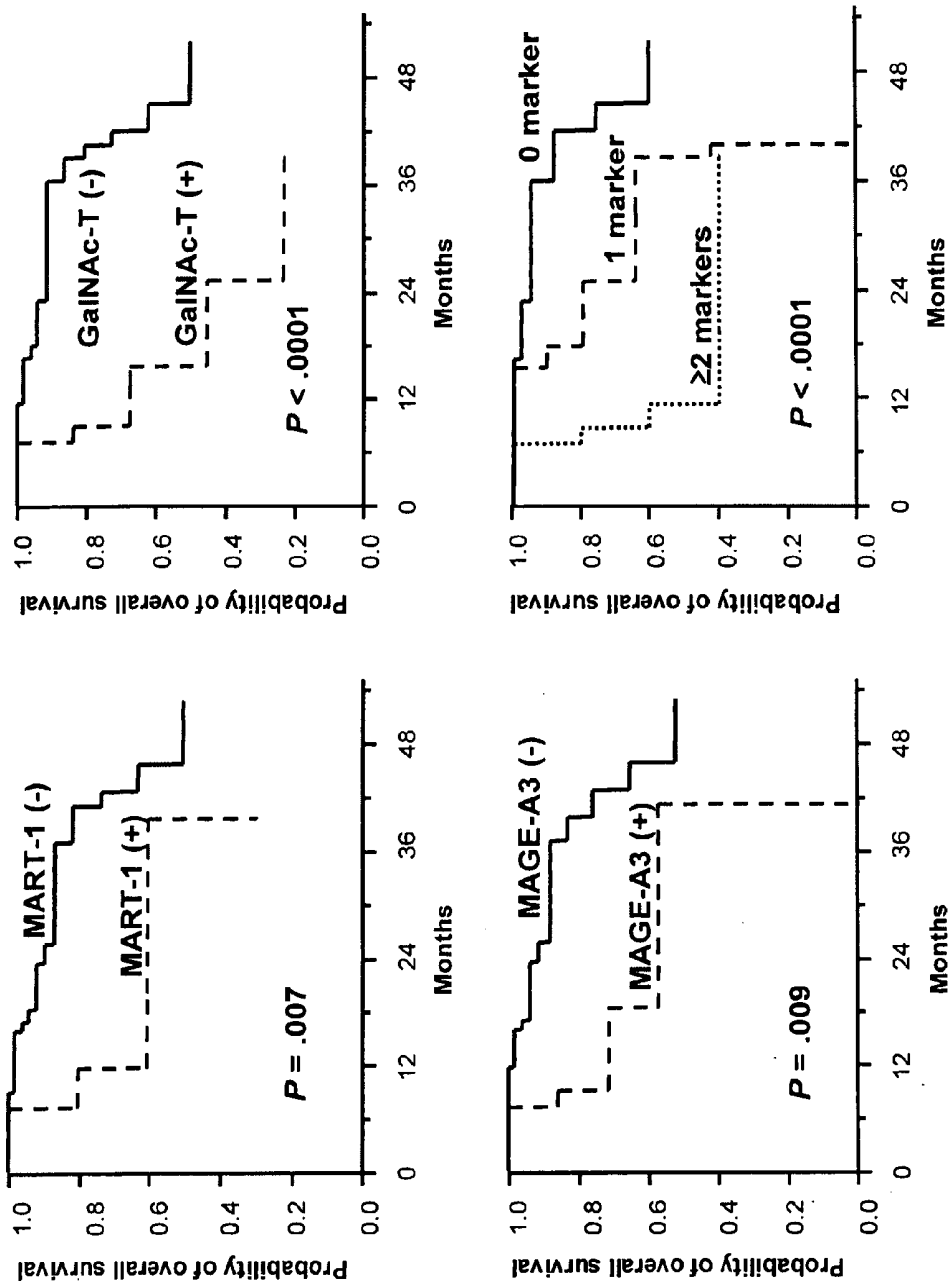 Probability of overall survival
1.0
0.8
0.6
0.4
0.2
0.0
MART-1 (-)
MART-1 (+)
P = .007
0
12
24
36
48
Months
Probability of overall survival
1.0
0.8
0.6
0.4
0.2
0.0
GalNAc-T (-)
GalNAc-T (+)
P < .0001
0
12
24
36
48
Months
Probability of overall survival
1.0
0.8
0.6
0.4
0.2
0.0
MAGE-A3 (-)
MAGE-A3 (+)
P = .009
0
12
24
36
48
Months
Probability of overall survival
1.0
0.8
0.6
0.4
0.2
0.0
0 marker
1 marker
≥2 markers
P < .0001
0
12
24
36
48
Months